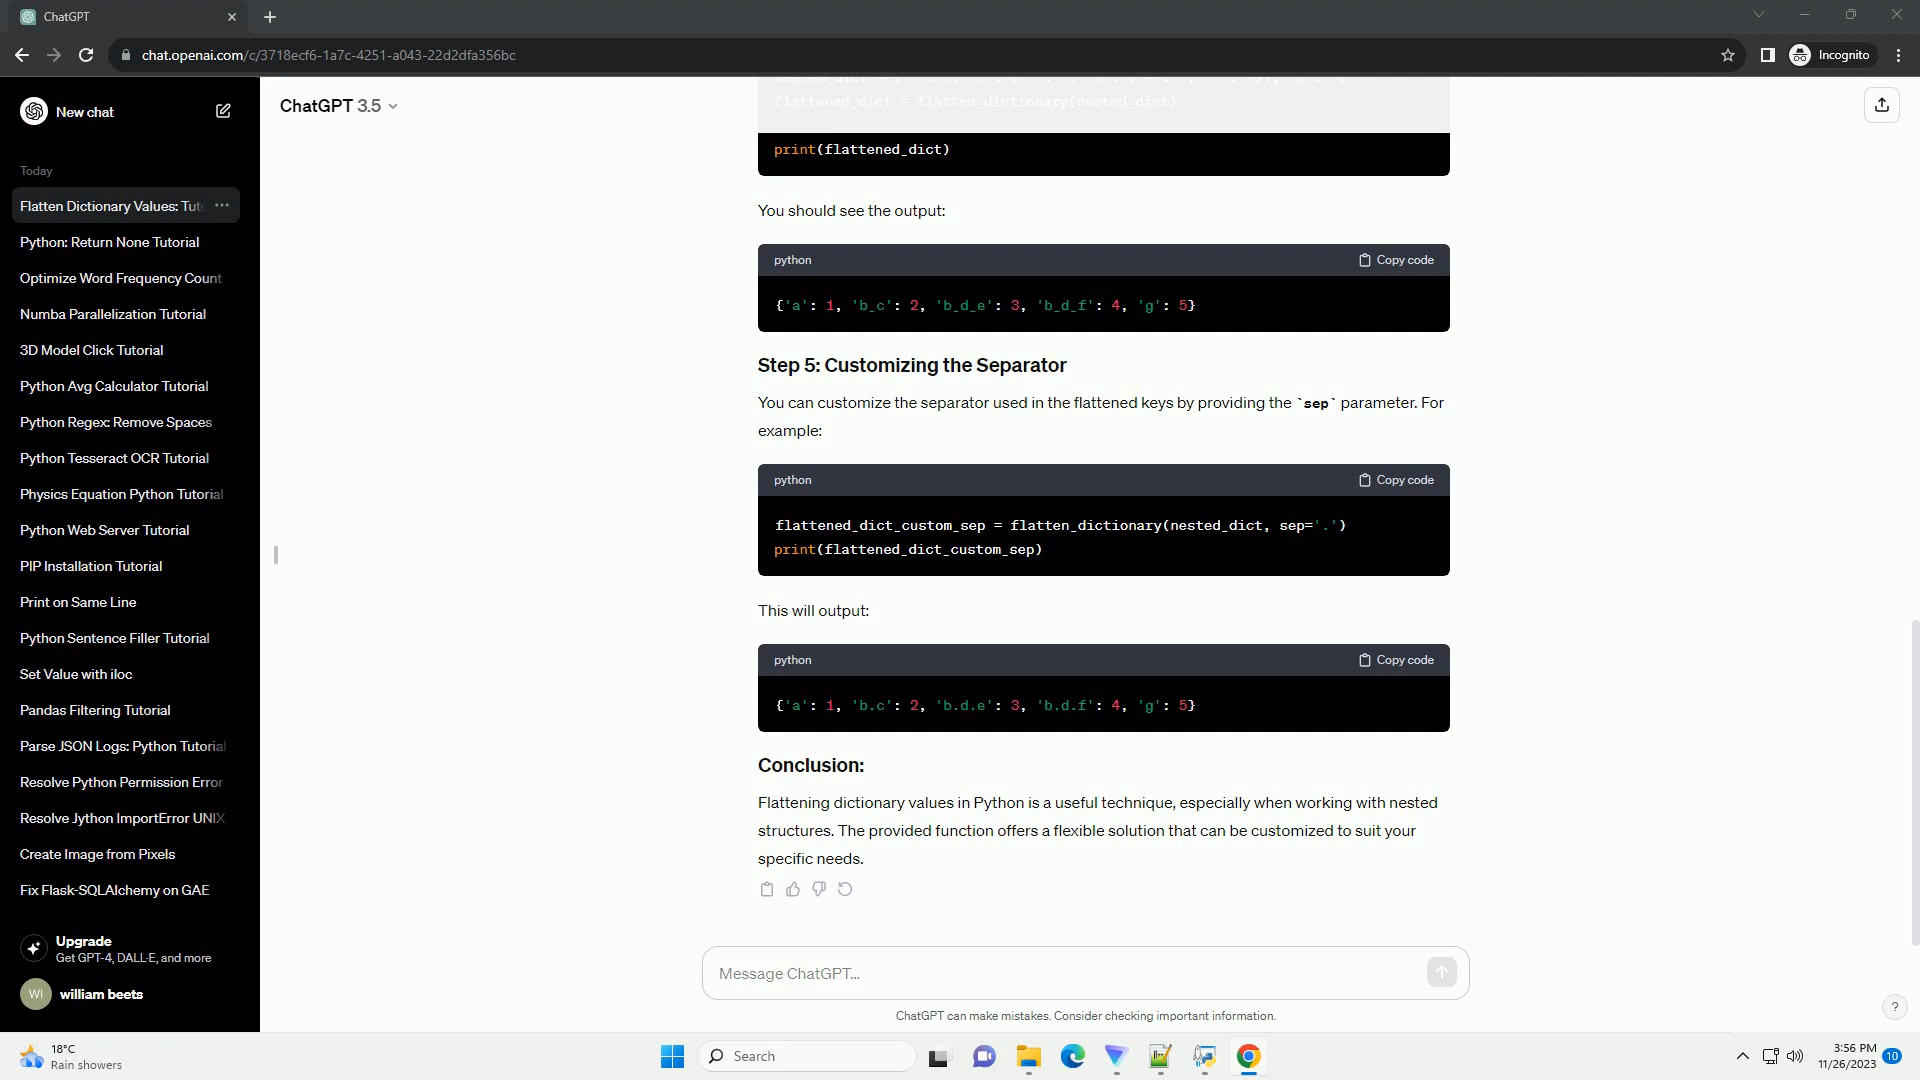 ChatGPT
chat.openai.com/c/3718ecf6-1a7c-4251-a043-22d2dfa356bc
Incognito
New chat
Today
Flatten Dictionary Values: Tut
Python: Return None Tutorial
Optimize Word Frequency Count
Numba Parallelization Tutorial
3D Model Click Tutorial
Python Avg Calculator Tutorial
Python Regex: Remove Spaces
Python Tesseract OCR Tutorial
Physics Equation Python Tutorial
Python Web Server Tutorial
PIP Installation Tutorial
Print on Same Line
Python Sentence Filler Tutorial
Set Value with iloc
Pandas Filtering Tutorial
Parse JSON Logs: Python Tutorial
Resolve Python Permission Error
Resolve Jython ImportError UNIX
Create Image from Pixels
Fix Flask-SQLAlchemy on GAE
Upgrade
Get GPT-4, DALL·E, and more
WI
william beets
ChatGPT 3.5
flattened_dict = flatten_dictionary(nested_dict)
print(flattened_dict)
You should see the output:
python Copy code
{'a': 1, 'b_c': 2, 'b_d_e': 3, 'b_d_f': 4, 'g': 5}
Step 5: Customizing the Separator
You can customize the separator used in the flattened keys by providing the `sep` parameter. For
example:
python Copy code
flattened_dict_custom_sep = flatten_dictionary(nested_dict, sep='.')
print(flattened_dict_custom_sep)
This will output:
python Copy code
{'a': 1, 'b.c': 2, 'b.d.e': 3, 'b.d.f': 4, 'g': 5}
Conclusion:
Flattening dictionary values in Python is a useful technique, especially when working with nested
structures. The provided function offers a flexible solution that can be customized to suit your
specific needs.
Message ChatGPT...
ChatGPT can make mistakes. Consider checking important information.
?
18°C
Rain showers
Search
3:56 PM
11/26/2023
10